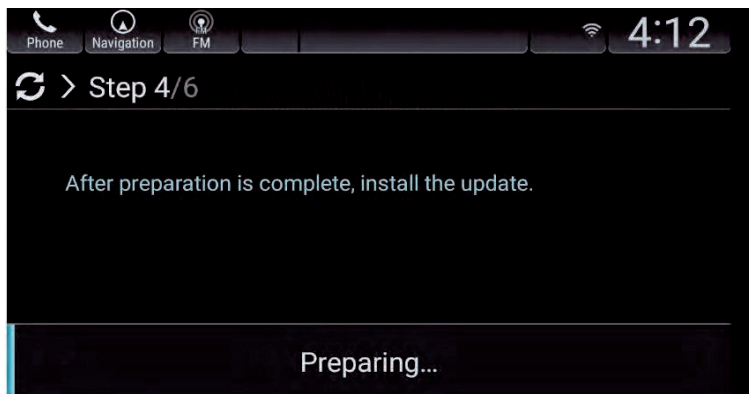 Phone Navigation FM 4:12
> Step 4/6
After preparation is complete, install the update.
Preparing...